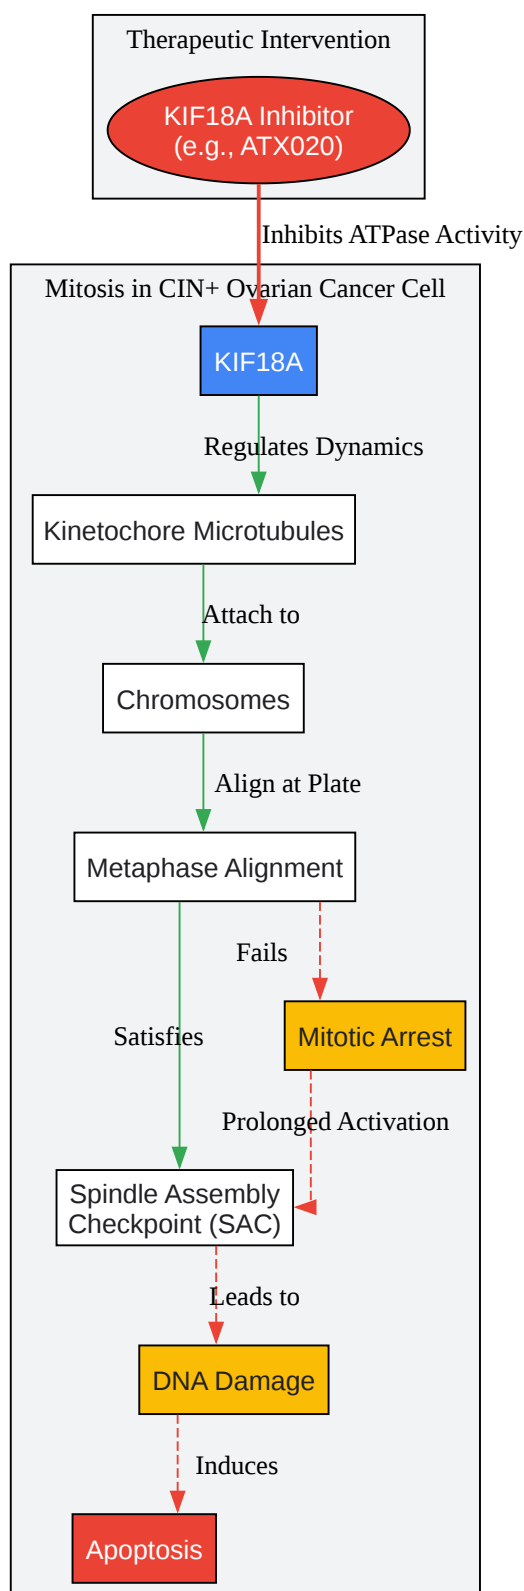 Therapeutic Intervention
KIF18A Inhibitor
(e.g., ATX020)
Inhibits ATPase Activity
Mitosis in CIN+ Ovarian Cancer Cell
KIF18A
Regulates Dynamics
Kinetochore Microtubules
Attach to
Chromosomes
Align at Plate
Metaphase Alignment
Fails
Satisfies
Mitotic Arrest
Prolonged Activation
Spindle Assembly
Checkpoint (SAC)
Leads to
DNA Damage
Induces
Apoptosis